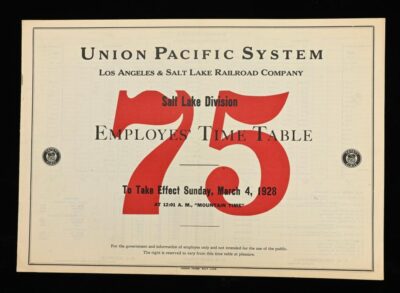 UNION PACIFIC SYSTEM
LOS ANGELES & SALT LAKE RAILROAD COMPANY
75
Salt Lake Division
EMPLOYES' TIME TABLE
To Take Effect Sunday, March 4, 1928
AT 12:01 A. M., "MOUNTAIN TIME"
For the government and information of employes only and not intended for the use of the public.
The right is reserved to vary from this time table at pleasure.